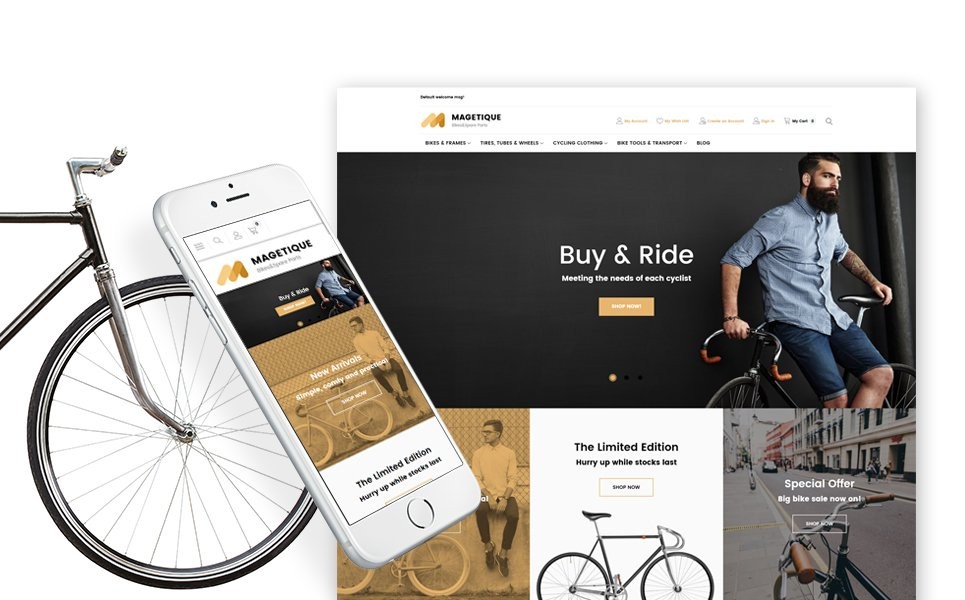 Default welcome msg!
MAGETIQUE
Bikes&Spare Parts
My Account
My Wish List
Create an Account
Sign In
My Cart 0
BIKES & FRAMES
TIRES, TUBES & WHEELS
CYCLING CLOTHING
BIKE TOOLS & TRANSPORT
BLOG
Buy & Ride
Meeting the needs of each cyclist
SHOP NOW!
The Limited Edition
Hurry up while stocks last
SHOP NOW
Special Offer
Big bike sale now on!
SHOP NOW
MAGETIQUE
Bikes&Spare Parts
Buy & Ride
New Arrivals
Simple, comfy and practical
SHOP NOW
The Limited Edition
Hurry up while stocks last